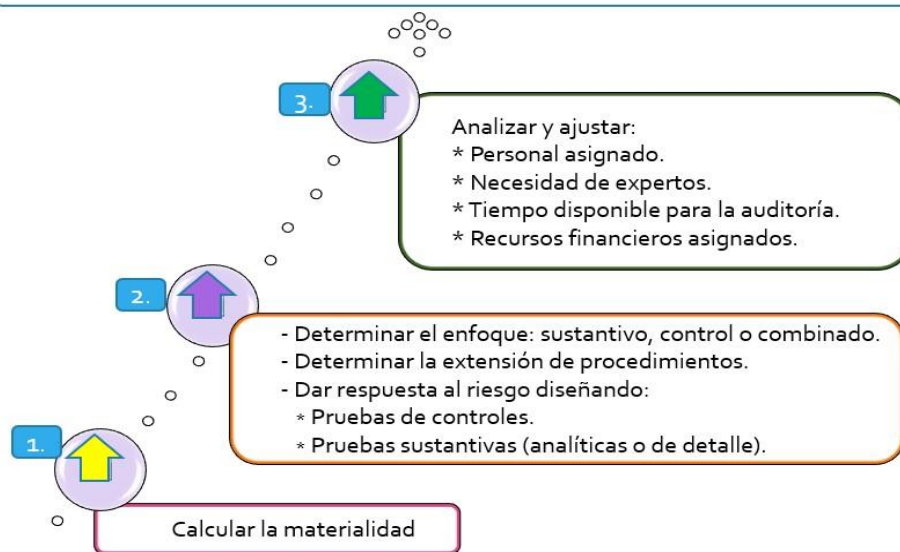 3.
Analizar y ajustar:
* Personal asignado.
* Necesidad de expertos.
* Tiempo disponible para la auditoría.
* Recursos financieros asignados.
2.
- Determinar el enfoque: sustantivo, control o combinado.
- Determinar la extensión de procedimientos.
- Dar respuesta al riesgo diseñando:
* Pruebas de controles.
* Pruebas sustantivas (analíticas o de detalle).
1.
Calcular la materialidad